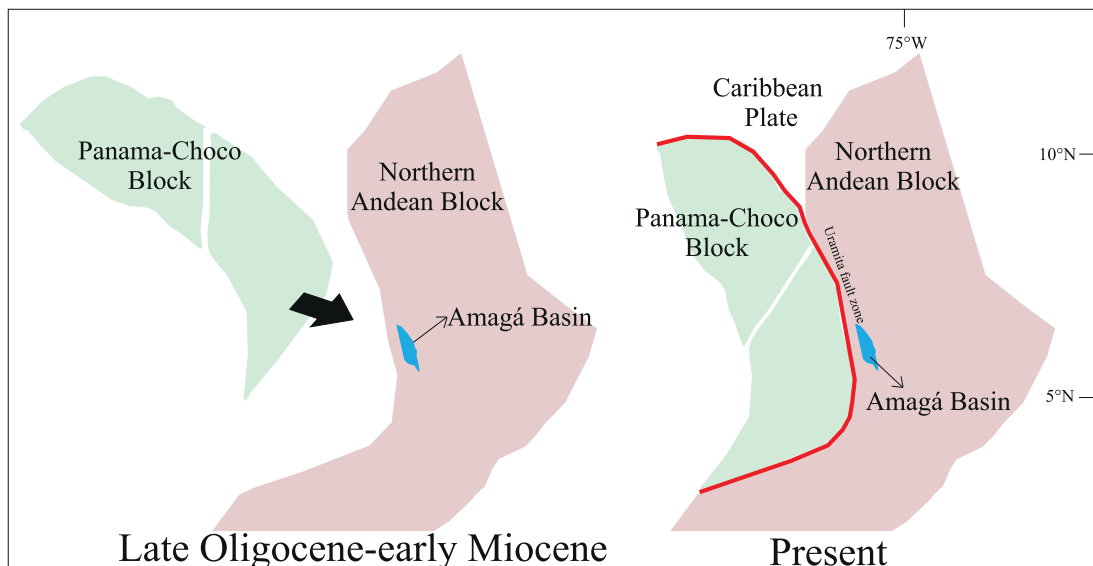 75°W
Caribbean
Plate
Panama-Choco
Block
Northern
Andean Block
Northern
Andean Block
10°N
Panama-Choco
Block
Uramita fault zone
Amagá Basin
Amagá Basin
5°N
Late Oligocene-early Miocene
Present